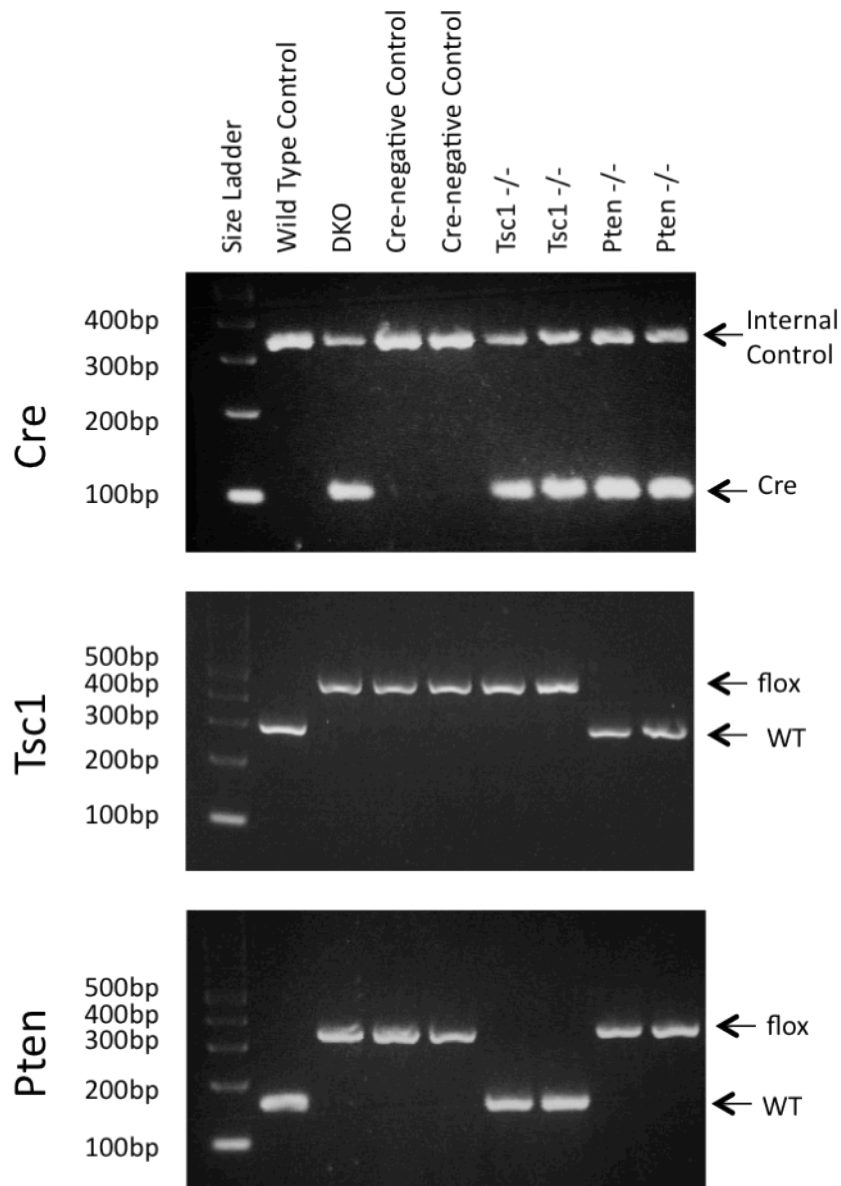 Size Ladder
Wild Type Control
DKO
Cre-negative Control
Cre-negative Control
Tsc1 -/-
Tsc1 -/-
Pten -/-
Pten -/-
Cre
400bp
300bp
200bp
100bp
Internal
Control
Cre
Tsc1
500bp
400bp
300bp
200bp
100bp
flox
WT
Pten
500bp
400bp
300bp
200bp
100bp
flox
WT